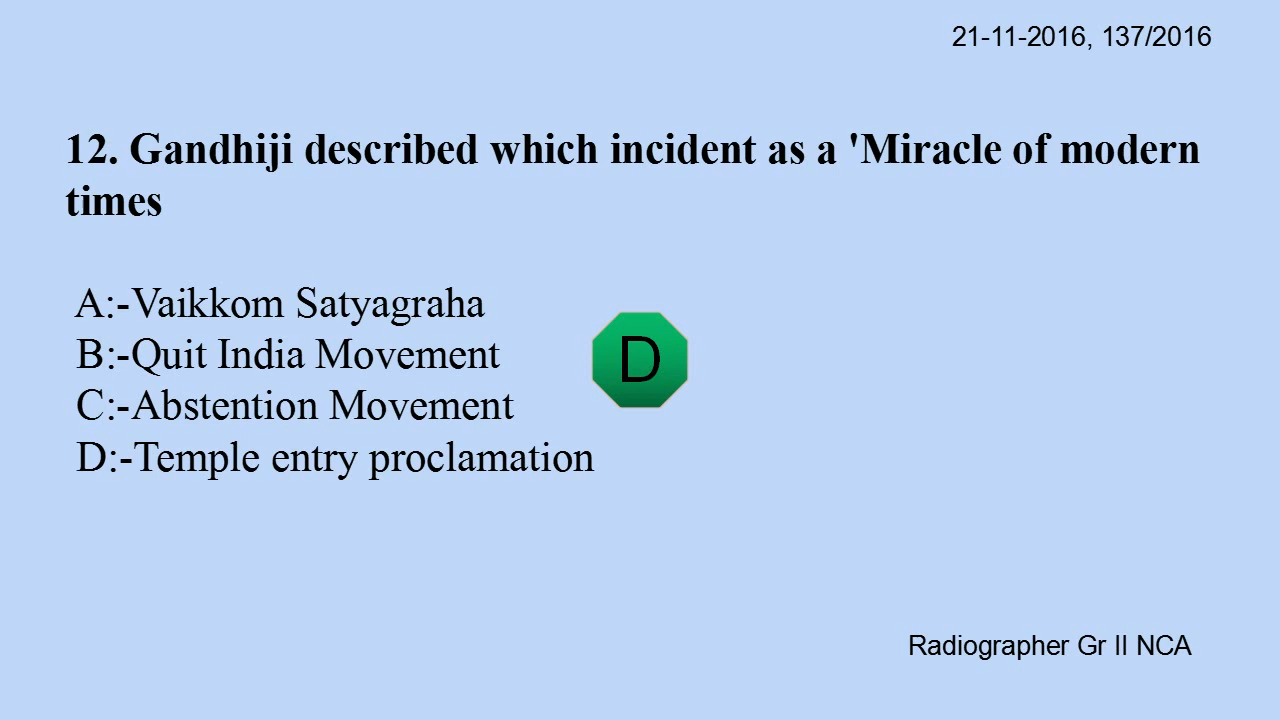 21-11-2016, 137/2016
12. Gandhiji described which incident as a 'Miracle of modern
times
A:-Vaikkom Satyagraha
B:-Quit India Movement
C:-Abstention Movement
D:-Temple entry proclamation
D
Radiographer Gr II NCA